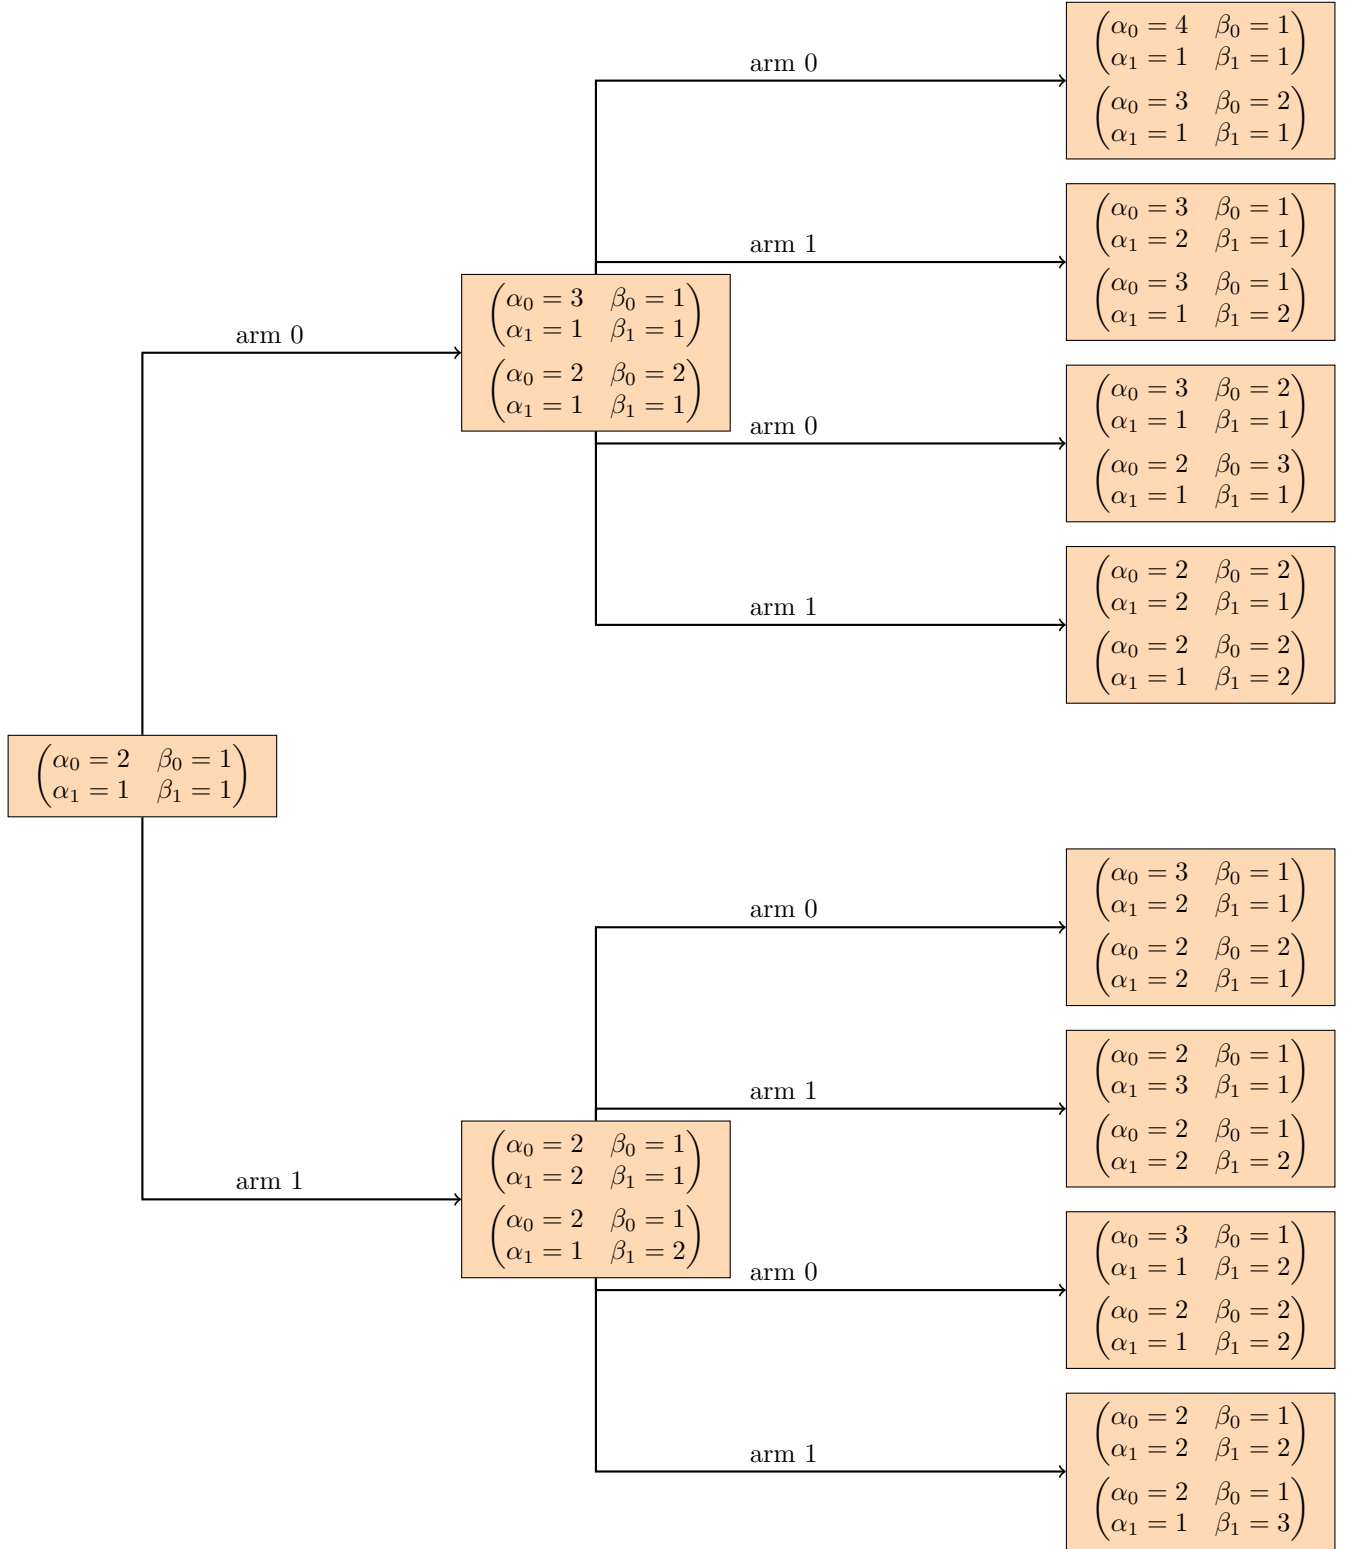 arm 0
α₀ = 4 β₀ = 1
α₁ = 1 β₁ = 1
α₀ = 3 β₀ = 2
α₁ = 1 β₁ = 1
arm 1
α₀ = 3 β₀ = 1
α₁ = 2 β₁ = 1
α₀ = 3 β₀ = 1
α₁ = 1 β₁ = 2
arm 0
α₀ = 3 β₀ = 1
α₁ = 1 β₁ = 1
α₀ = 2 β₀ = 2
α₁ = 1 β₁ = 1
arm 0
α₀ = 3 β₀ = 2
α₁ = 1 β₁ = 1
α₀ = 2 β₀ = 3
α₁ = 1 β₁ = 1
arm 1
α₀ = 2 β₀ = 2
α₁ = 2 β₁ = 1
α₀ = 2 β₀ = 2
α₁ = 1 β₁ = 2
α₀ = 2 β₀ = 1
α₁ = 1 β₁ = 1
arm 0
α₀ = 3 β₀ = 1
α₁ = 2 β₁ = 1
α₀ = 2 β₀ = 2
α₁ = 2 β₁ = 1
arm 1
α₀ = 2 β₀ = 1
α₁ = 3 β₁ = 1
α₀ = 2 β₀ = 1
α₁ = 2 β₁ = 2
arm 1
α₀ = 2 β₀ = 1
α₁ = 2 β₁ = 1
α₀ = 2 β₀ = 1
α₁ = 1 β₁ = 2
arm 0
α₀ = 3 β₀ = 1
α₁ = 1 β₁ = 2
α₀ = 2 β₀ = 2
α₁ = 1 β₁ = 2
arm 1
α₀ = 2 β₀ = 1
α₁ = 2 β₁ = 2
α₀ = 2 β₀ = 1
α₁ = 1 β₁ = 3